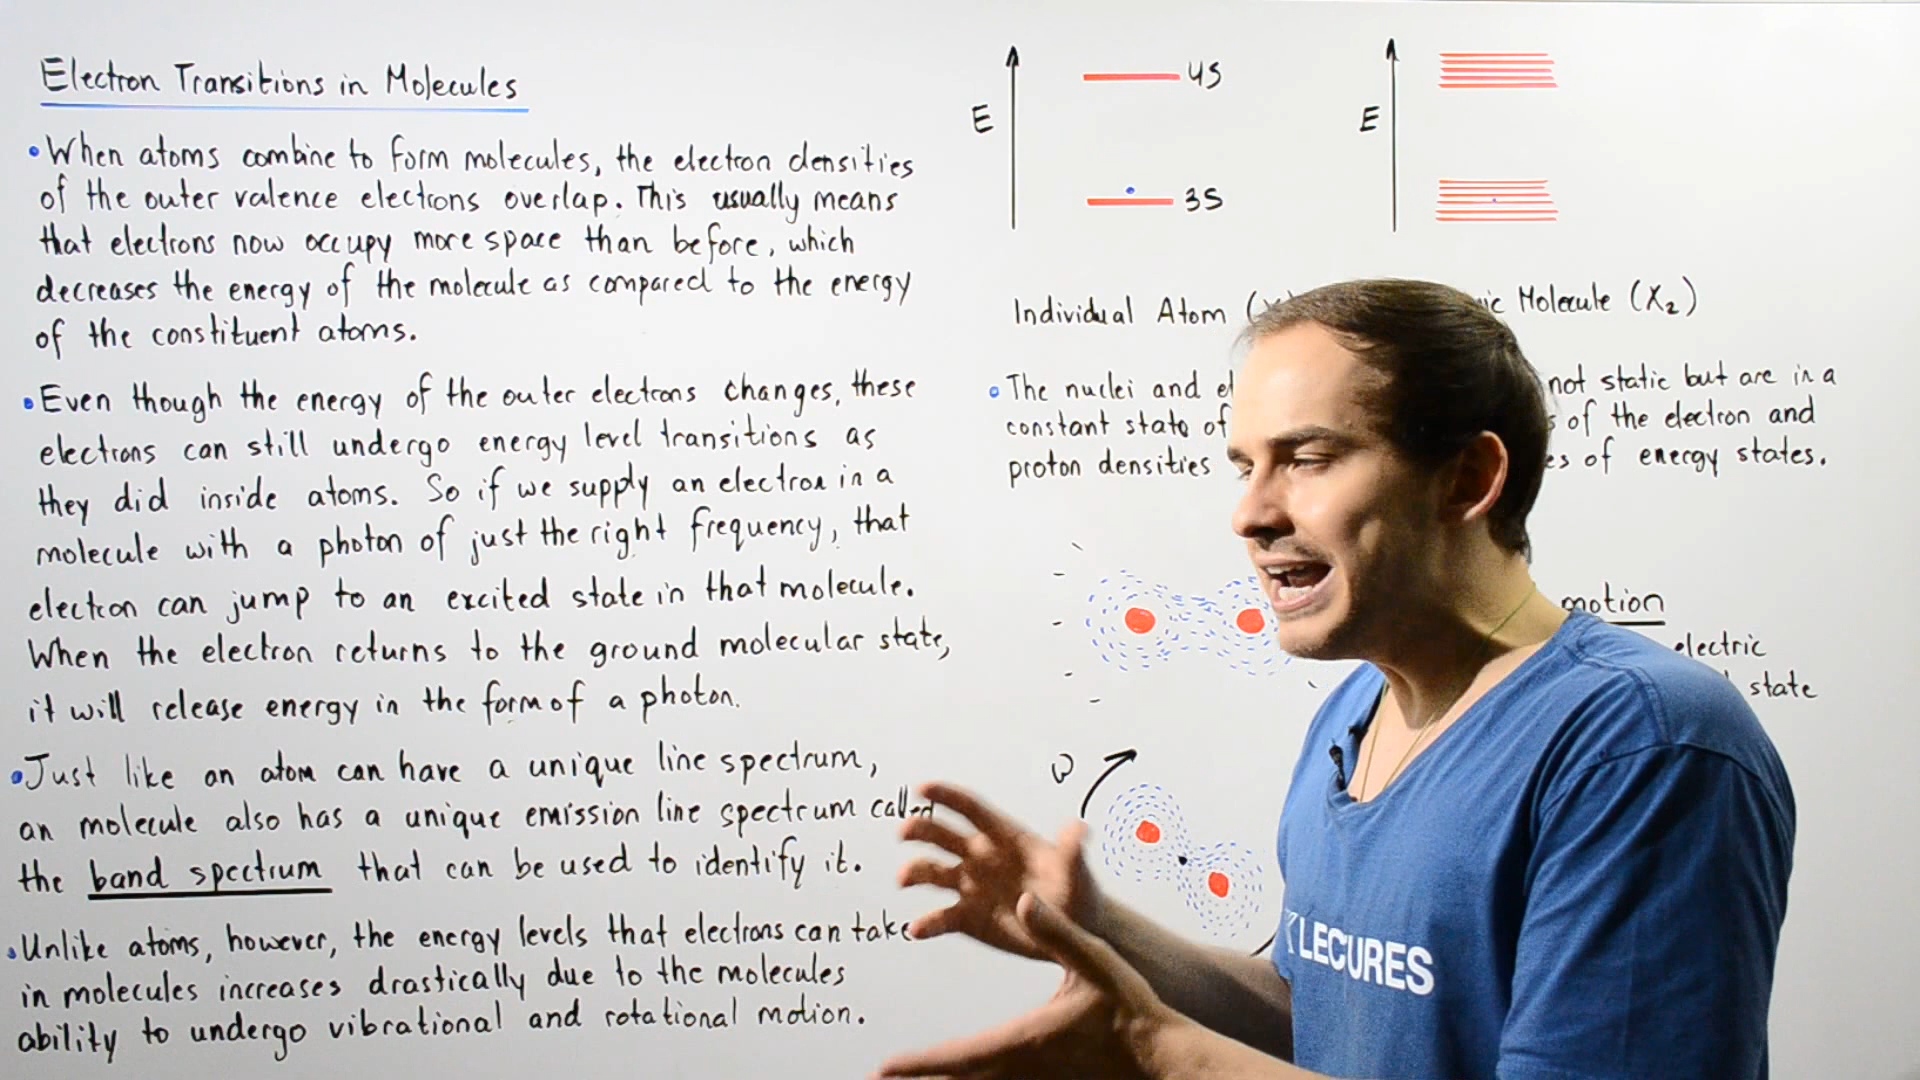 Electron Transitions in Molecules
• When atoms combine to form molecules, the electron densities
of the outer valence electrons overlap. This usually means
that electrons now occupy more space than before, which
decreases the energy of the molecule as compared to the energy
of the constituent atoms.
• Even though the energy of the outer electrons changes, these
electrons can still undergo energy level transitions as
they did inside atoms. So if we supply an electron in a
molecule with a photon of just the right frequency, that
electron can jump to an excited state in that molecule.
When the electron returns to the ground molecular state,
it will release energy in the form of a photon.
• Just like an atom can have a unique line spectrum,
an molecule also has a unique emission line spectrum called
the band spectrum that can be used to identify it.
• Unlike atoms, however, the energy levels that electrons can take
in molecules increases drastically due to the molecules
ability to undergo vibrational and rotational motion.
E
4S
3S
E
Individual Atom
Molecule (X₂)
• The nuclei and not static but are in a
constant state of of the electron and
proton densities of energy states.
motion
electric
state
ω
LECTURES